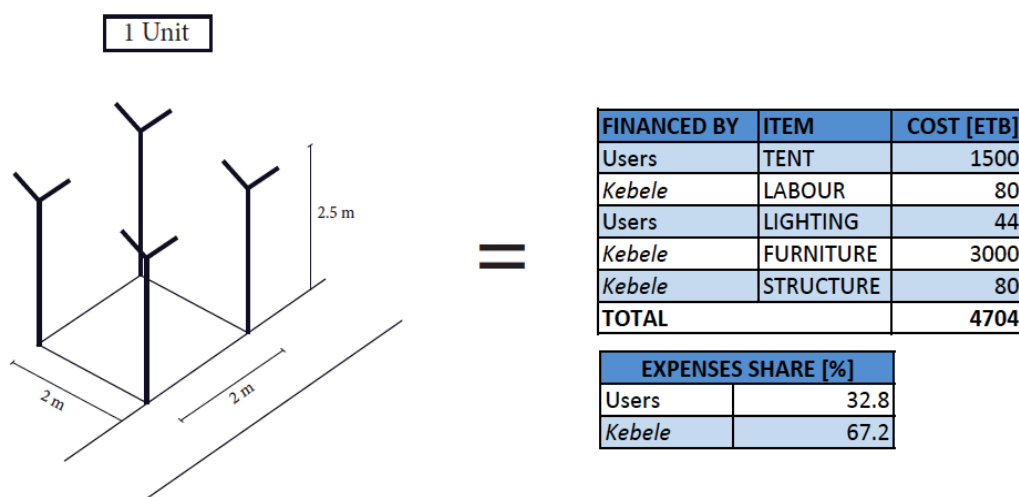 1 Unit
2.5 m
2 m
2 m
=
FINANCED BY ITEM COST [ETB]
Users TENT 1500
Kebele LABOUR 80
Users LIGHTING 44
Kebele FURNITURE 3000
Kebele STRUCTURE 80
TOTAL 4704
EXPENSES SHARE [%]
Users 32.8
Kebele 67.2